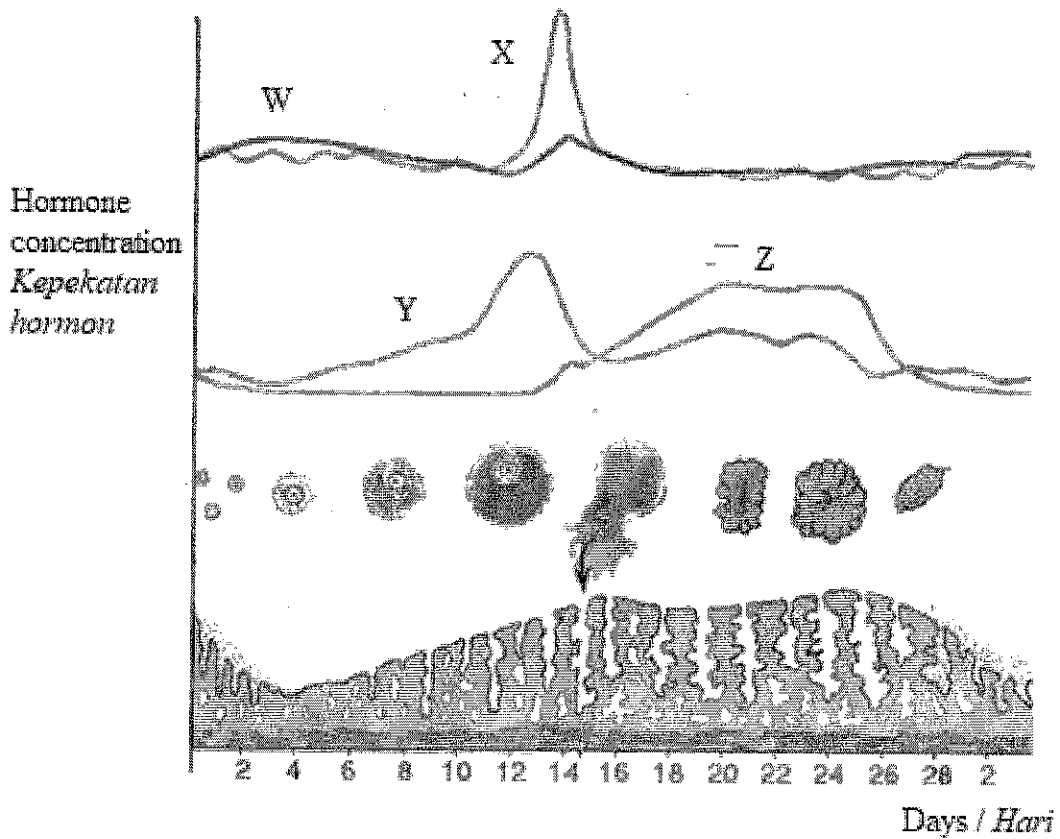 X
W
Hormone
concentration
Kepekatan
hormon
Z
Y
2 4 6 8 10 12 14 16 18 20 22 24 26 28 2
Days / Hari